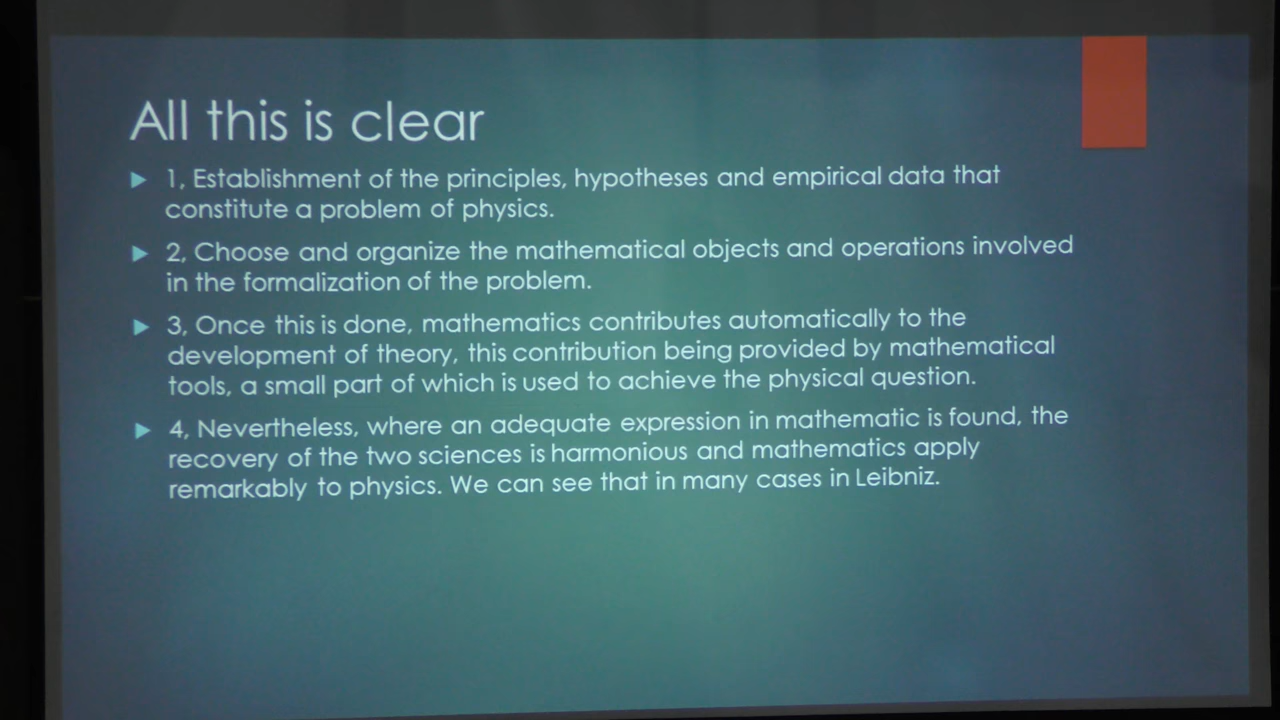 All this is clear
1, Establishment of the principles, hypotheses and empirical data that
constitute a problem of physics.
2, Choose and organize the mathematical objects and operations involved
in the formalization of the problem.
3, Once this is done, mathematics contributes automatically to the
development of theory, this contribution being provided by mathematical
tools, a small part of which is used to achieve the physical question.
4, Nevertheless, where an adequate expression in mathematic is found, the
recovery of the two sciences is harmonious and mathematics apply
remarkably to physics. We can see that in many cases in Leibniz.